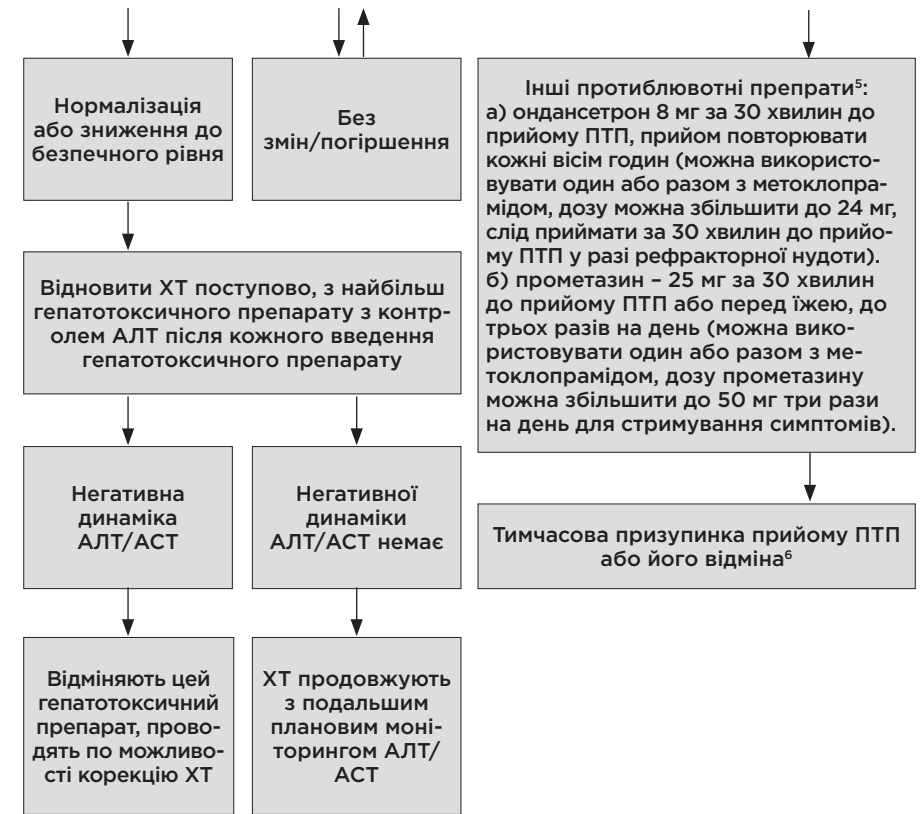 Нормалізація
або зниження до
безпечного рівня
Без
змін/погіршення
Інші протиблювотні препрати⁵:
а) ондансетрон 8 мг за 30 хвилин до
прийому ПТП, прийом повторювати
кожні вісім годин (можна використо-
вувати один або разом з метоклопра-
мідом, дозу можна збільшити до 24 мг,
слід приймати за 30 хвилин до прийо-
му ПТП у разі рефракторної нудоти).
б) прометазин – 25 мг за 30 хвилин
до прийому ПТП або перед їжею, до
трьох разів на день (можна вико-
ристовувати один або разом з ме-
токлопрамідом, дозу прометазину
можна збільшити до 50 мг три рази
на день для стримування симптомів).
Відновити ХТ поступово, з найбільш
гепатотоксичного препарату з конт-
ролем АЛТ після кожного введення
гепатотоксичного препарату
Негативна
динаміка
АЛТ/АСТ
Негативної
динаміки
АЛТ/АСТ немає
Тимчасова призупинка прийому ПТП
або його відміна⁶
Відміняють цей
гепатотоксичний
препарат, прово-
дять по можливо-
сті корекцію ХТ
ХТ продовжують
з подальшим
плановим моні-
торингом АЛТ/
АСТ